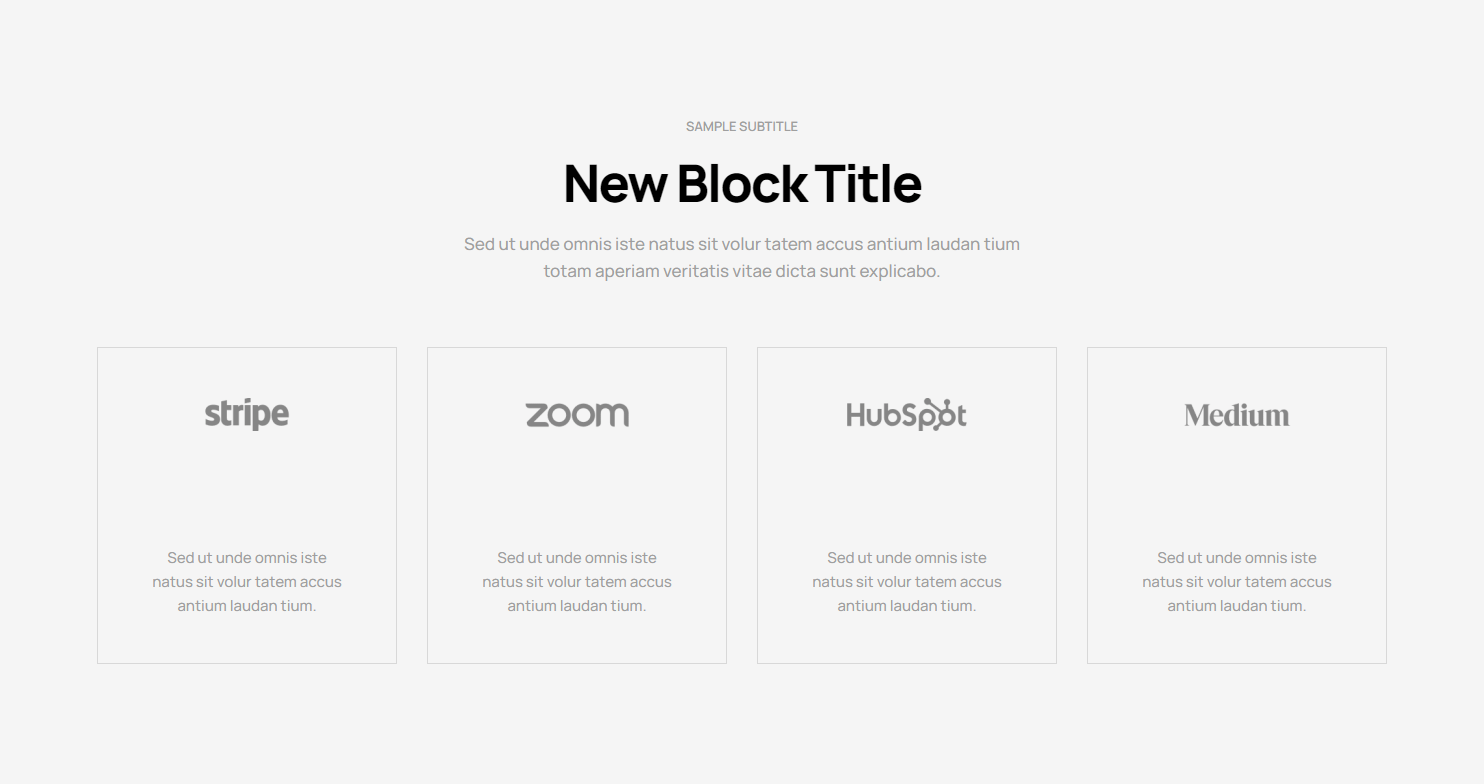 SAMPLE SUBTITLE
New Block Title
Sed ut unde omnis iste natus sit volur tatem accus antium laudan tium
totam aperiam veritatis vitae dicta sunt explicabo.
stripe
zoom
HubSpot
Medium
Sed ut unde omnis iste
natus sit volur tatem accus
antium laudan tium.
Sed ut unde omnis iste
natus sit volur tatem accus
antium laudan tium.
Sed ut unde omnis iste
natus sit volur tatem accus
antium laudan tium.
Sed ut unde omnis iste
natus sit volur tatem accus
antium laudan tium.